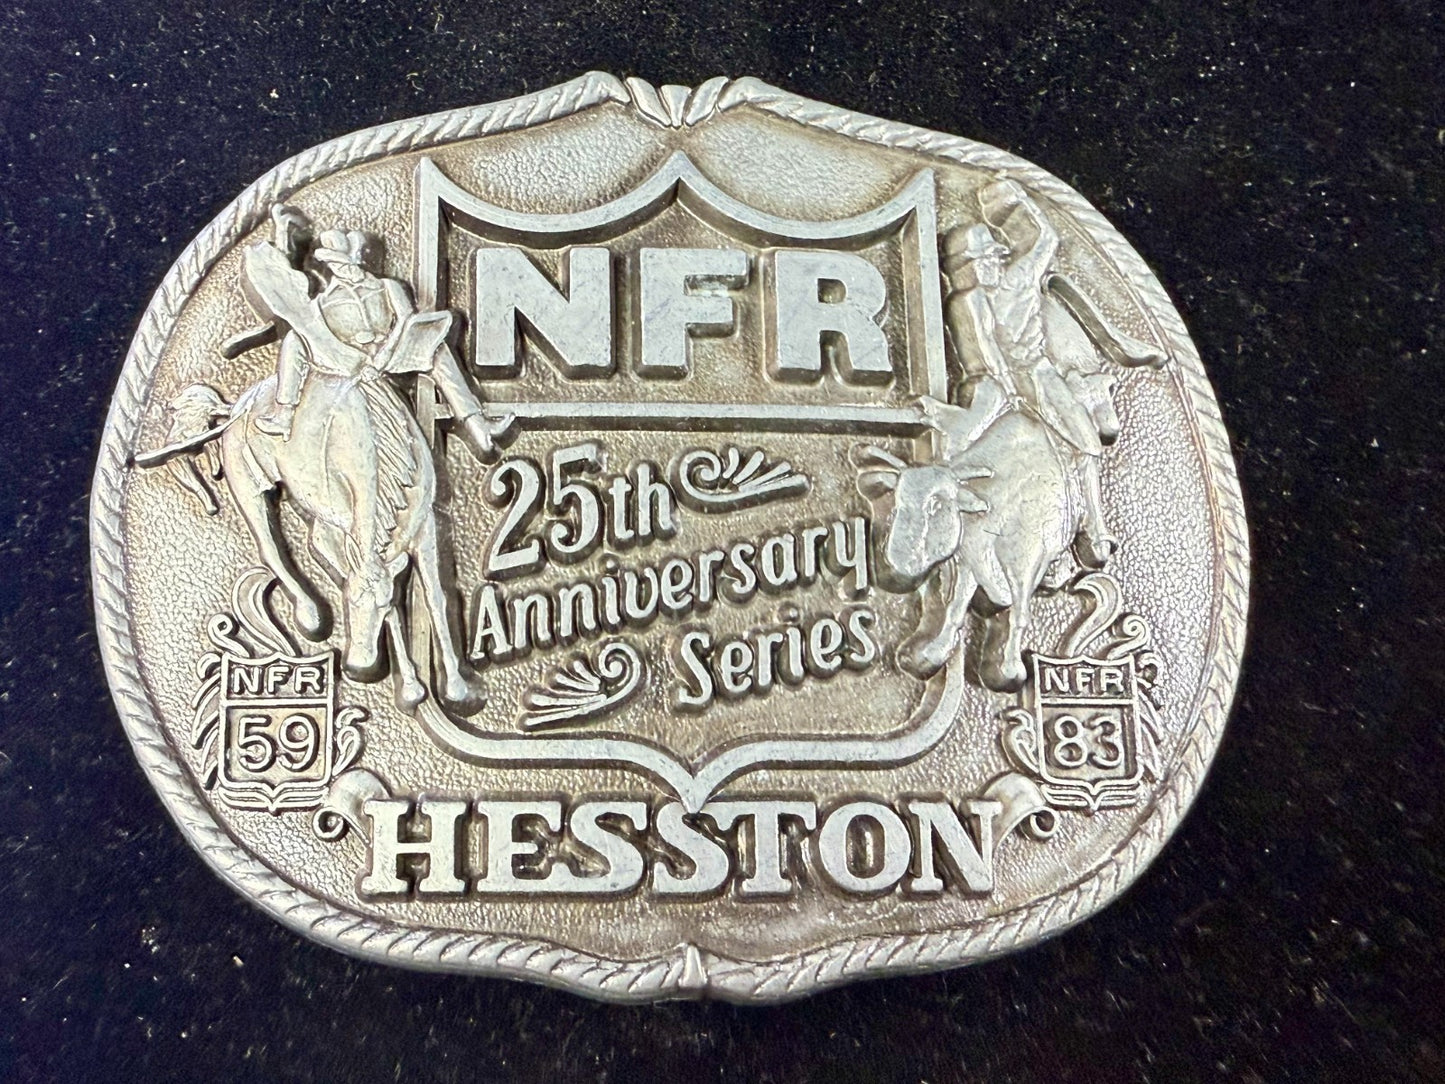 NFR
25th
Anniversary
Series
NFR
59
NFR
83
HESSTON